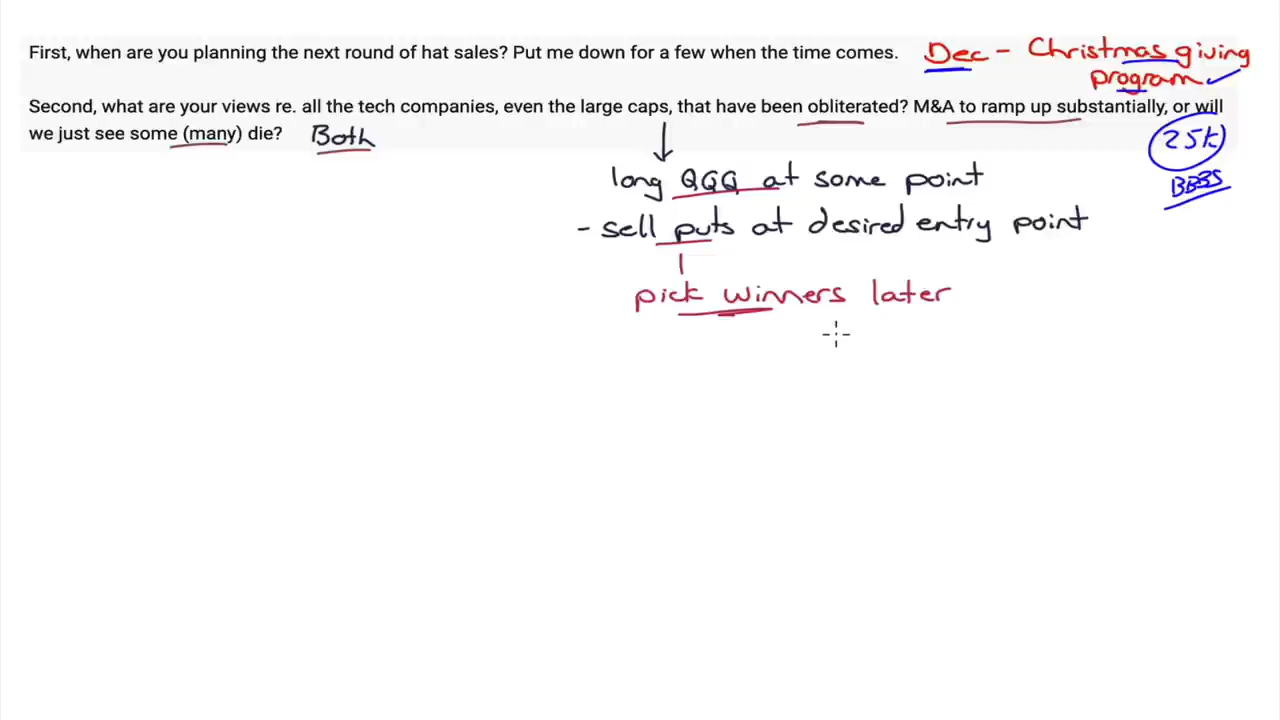 First, when are you planning the next round of hat sales? Put me down for a few when the time comes. Dec - Christmas giving
program
Second, what are your views re. all the tech companies, even the large caps, that have been obliterated? M&A to ramp up substantially, or will
we just see some (many) die? Both
25k
BBBS
long QQQ at some point
- sell puts at desired entry point
pick winners later